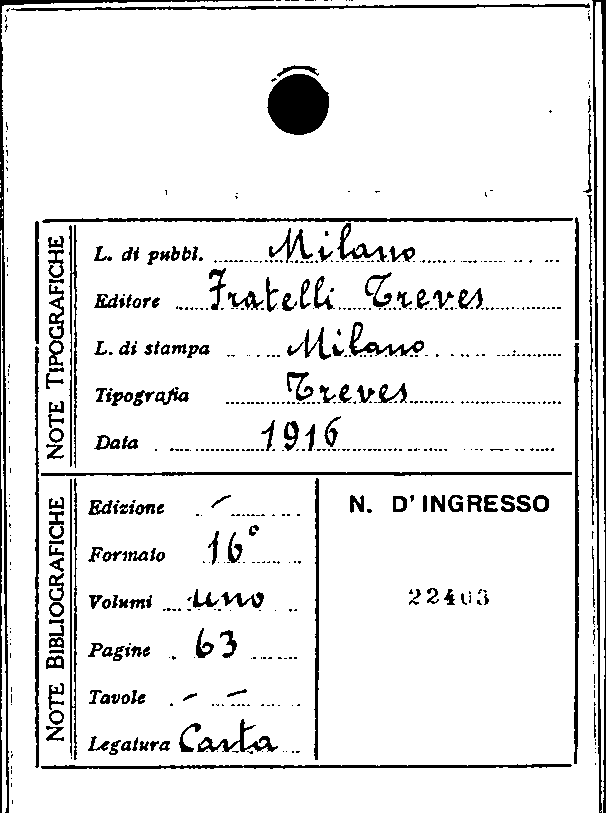 NOTE TIPOGRAFICHE
L. di pubbl. Milano
Editore Fratelli Treves
L. di stampa Milano
Tipografia Treves
Data 1916
NOTE BIBLIOGRAFICHE
Edizione —
Formato 16°
Volumi uno
Pagine 63
Tavole — —
Legatura Carta
N. D'INGRESSO
22403